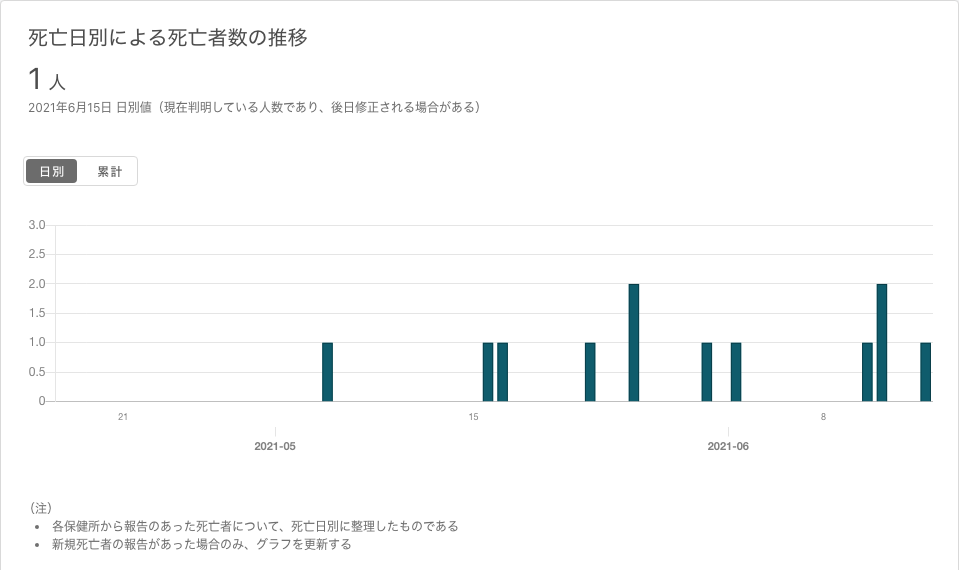 死亡日別による死亡者数の推移
1 人
2021年6月15日 日別値（現在判明している人数であり、後日修正される場合がある）
日別 累計
3.0
2.5
2.0
1.5
1.0
0.5
0
21 15 8
2021-05 2021-06
（注）
• 各保健所から報告のあった死亡者について、死亡日別に整理したものである
• 新規死亡者の報告があった場合のみ、グラフを更新する